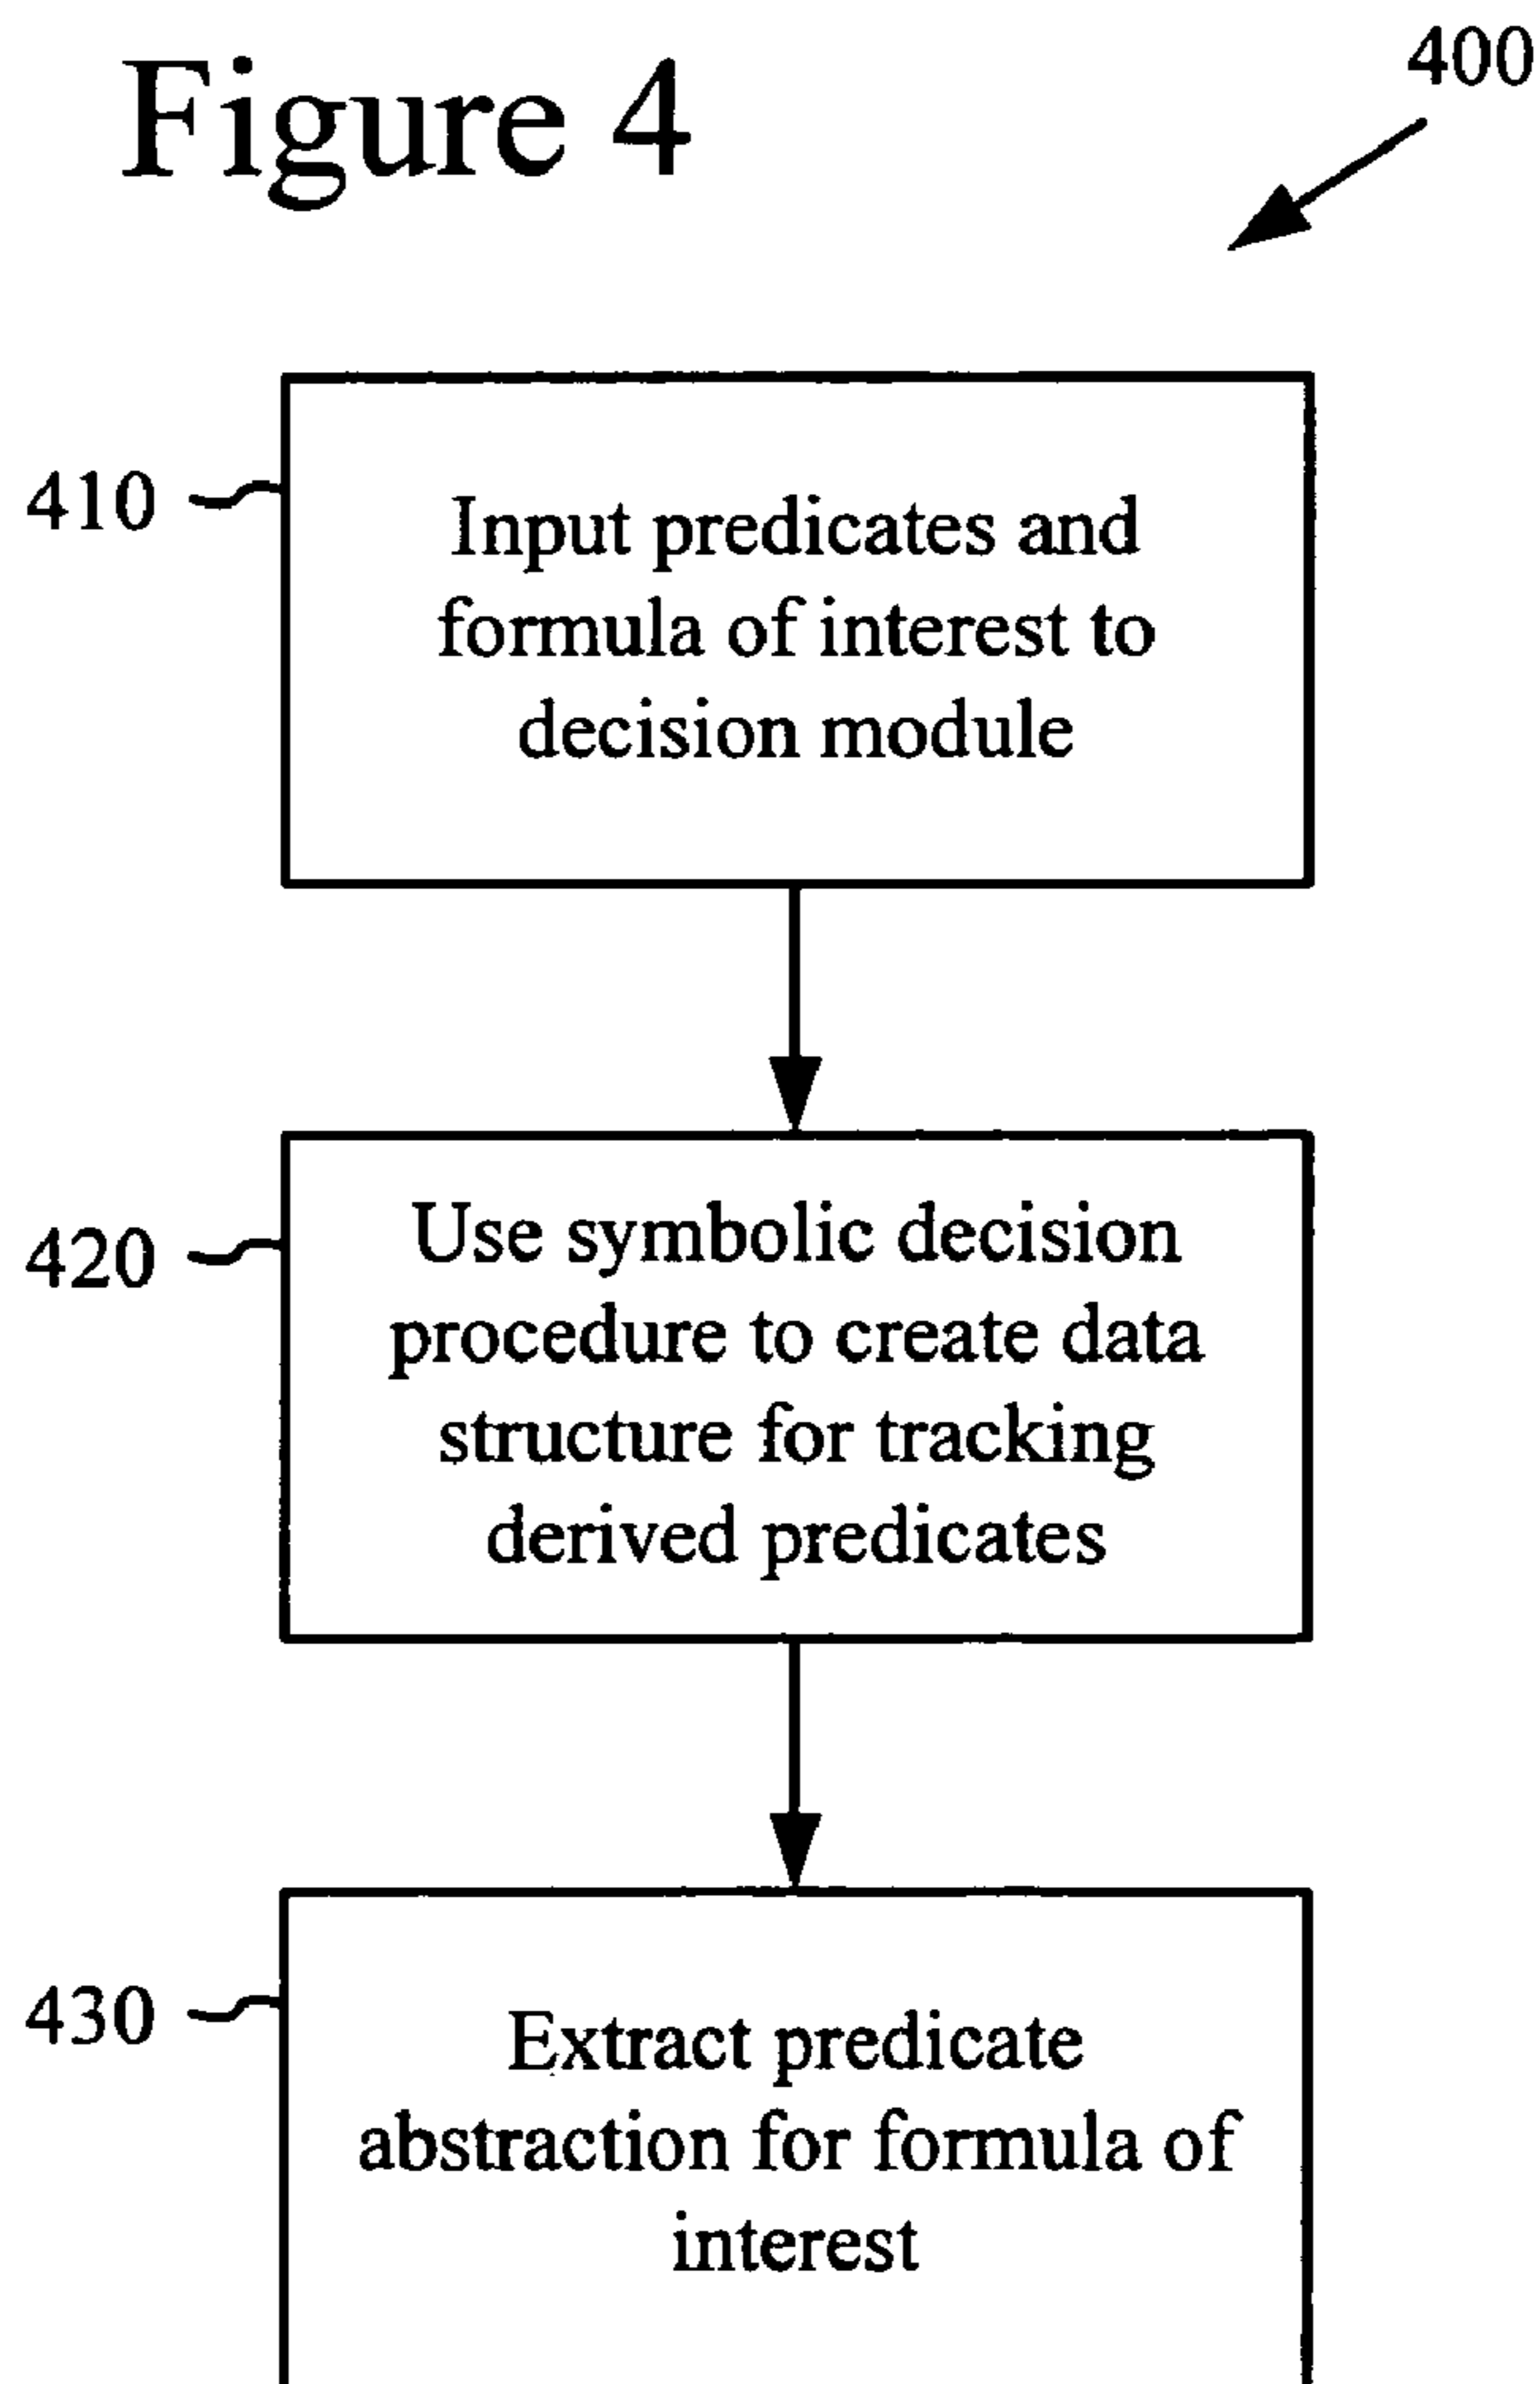 Figure 4
400
410
Input predicates and
formula of interest to
decision module
420
Use symbolic decision
procedure to create data
structure for tracking
derived predicates
430
Extract predicate
abstraction for formula of
interest